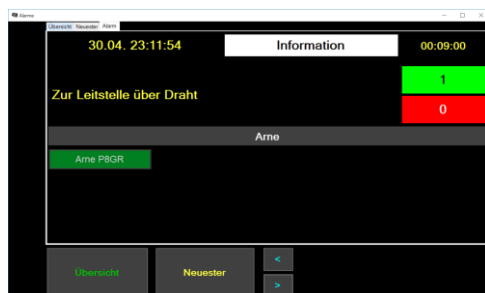 Alarme
Übersicht Neuester Alarm
30.04. 23:11:54 Information 00:09:00
Zur Leitstelle über Draht
1
0
Arne
Arne P8GR
Übersicht Neuester
<
>